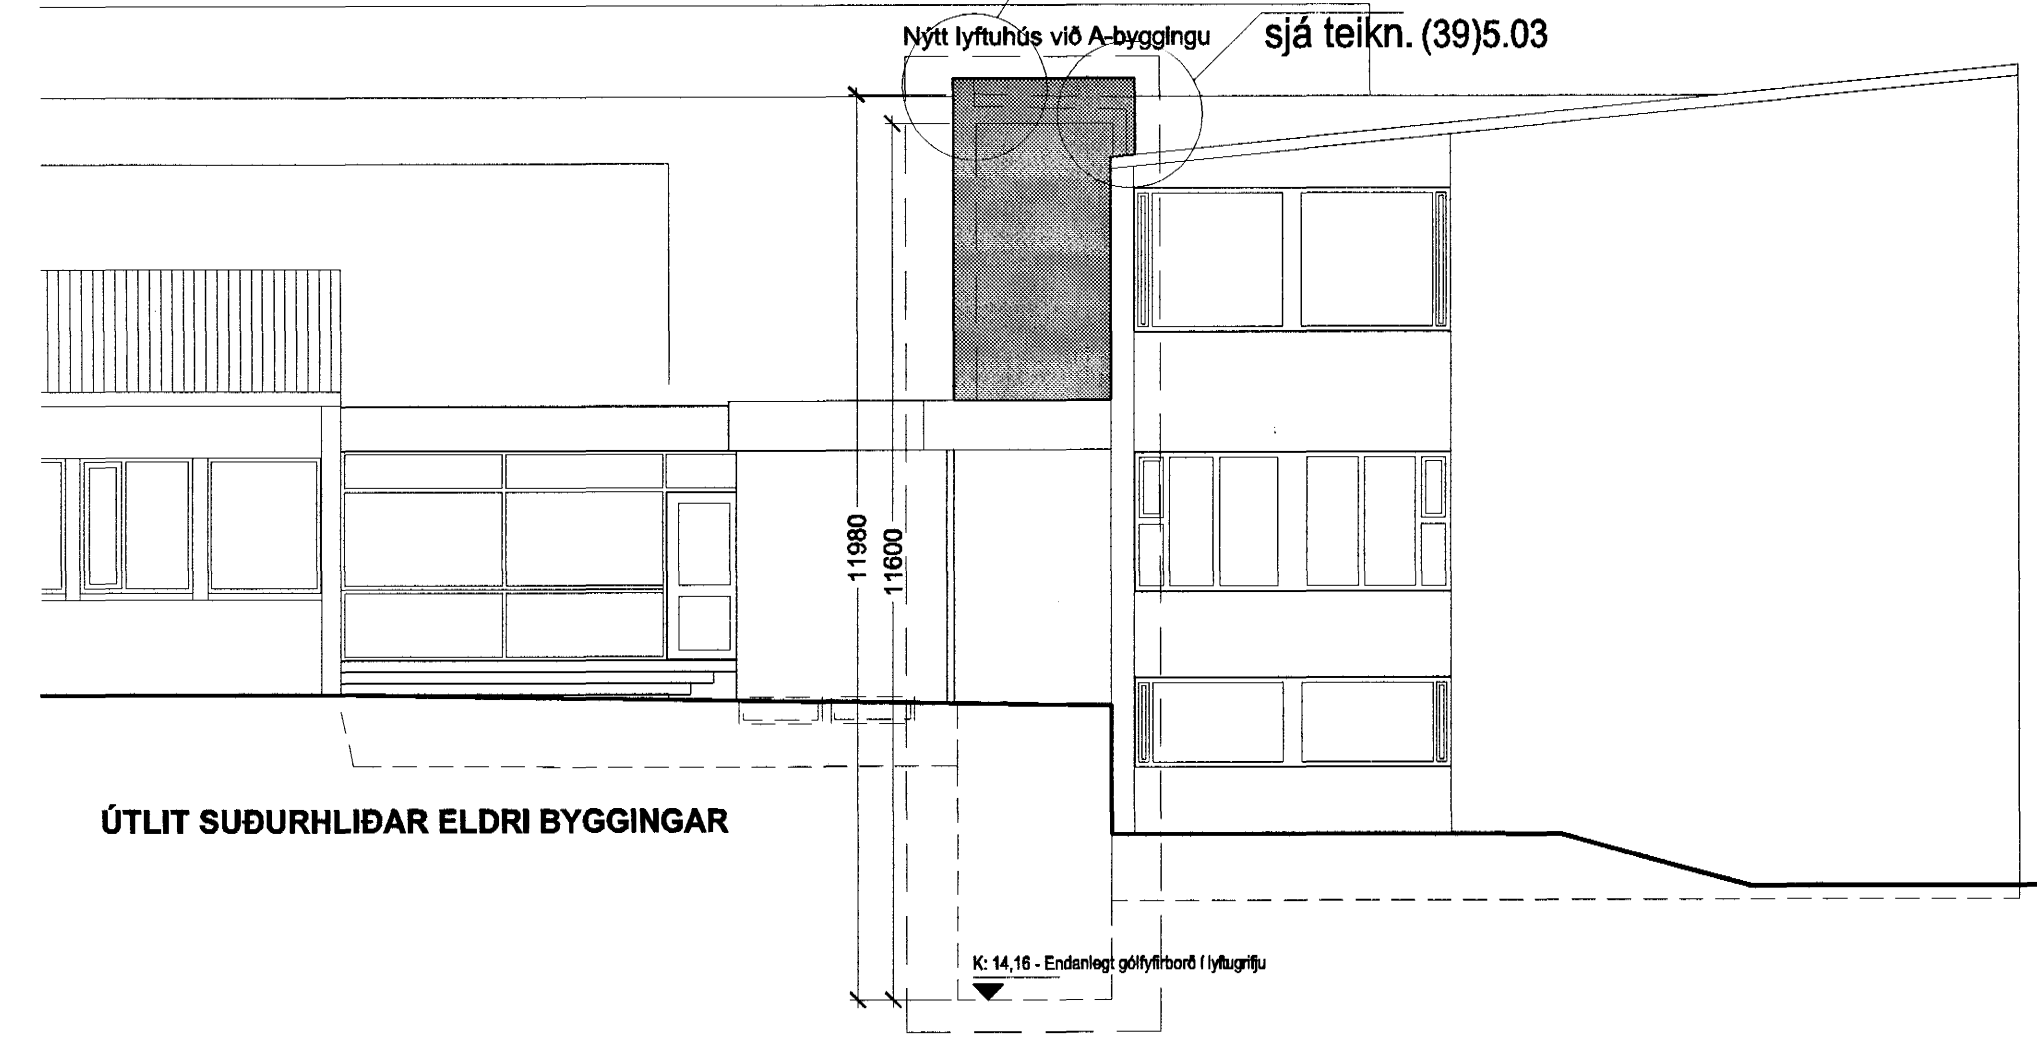 Nýtt lyftuhús við A-byggingu
sjá teikn. (39)5.03
11980
11600
ÚTLIT SUÐURHLIÐAR ELDRI BYGGINGAR
K: 14,16 - Endanlegt gólfyfirborð í lyftugrifju